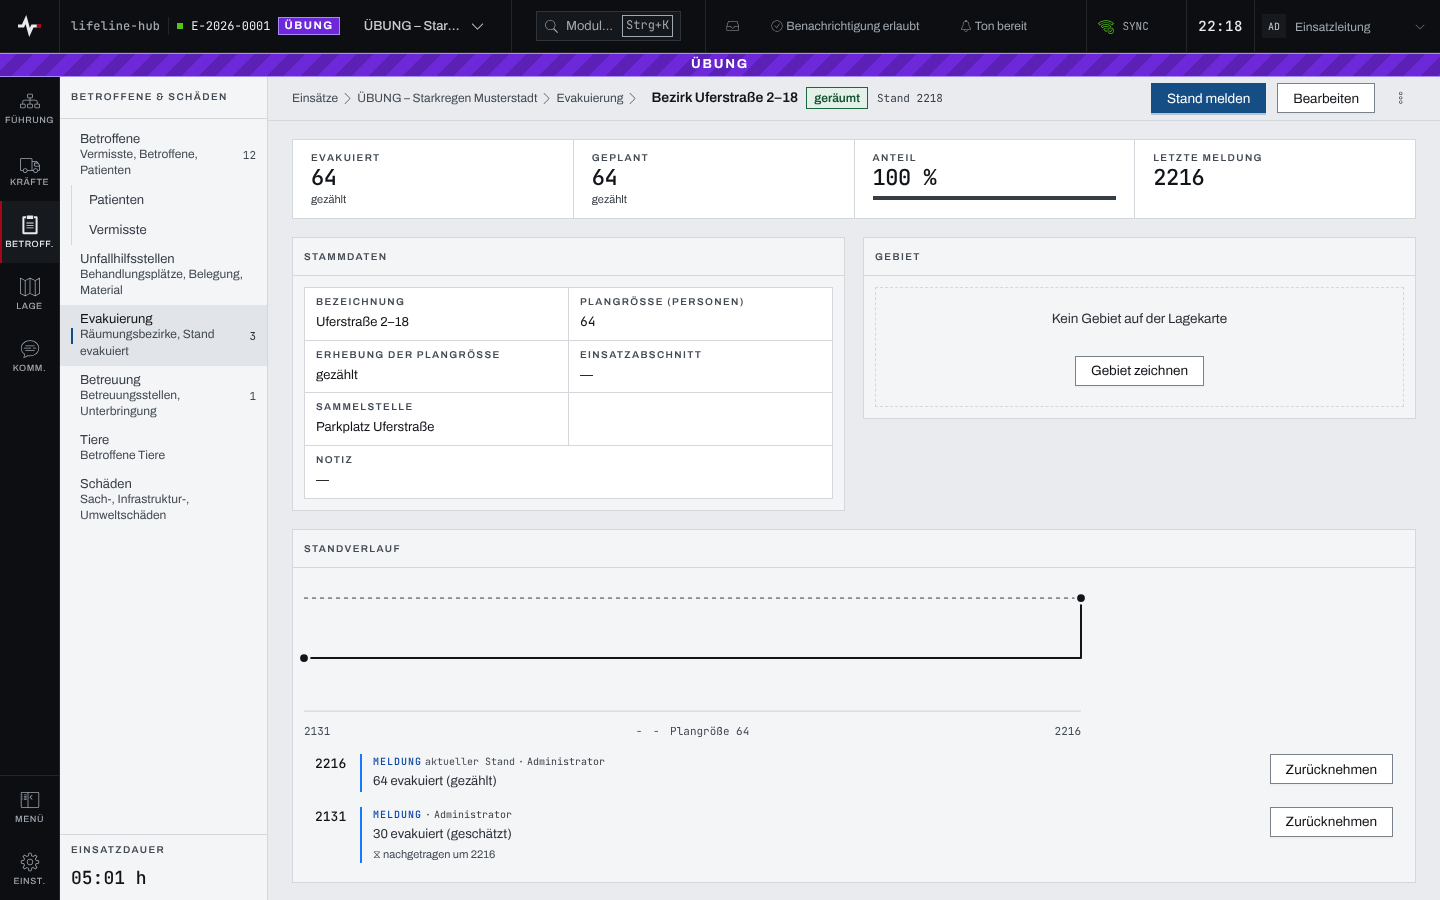 lifeline-hub E-2026-0001 ÜBUNG ÜBUNG – Star… Modul… Strg+K Benachrichtigung erlaubt Ton bereit SYNC 22:18 AD Einsatzleitung
ÜBUNG
FÜHRUNG
KRÄFTE
BETROFF.
LAGE
KOMM.
MENÜ
EINST.
BETROFFENE & SCHÄDEN
Betroffene
Vermisste, Betroffene, 12
Patienten
Patienten
Vermisste
Unfallhilfsstellen
Behandlungsplätze, Belegung,
Material
Evakuierung
Räumungsbezirke, Stand 3
evakuiert
Betreuung
Betreuungsstellen, 1
Unterbringung
Tiere
Betroffene Tiere
Schäden
Sach-, Infrastruktur-,
Umweltschäden
EINSATZDAUER
05:01 h
Einsätze ÜBUNG – Starkregen Musterstadt Evakuierung Bezirk Uferstraße 2–18 geräumt Stand 2218 Stand melden Bearbeiten
EVAKUIERT
64
gezählt
GEPLANT
64
gezählt
ANTEIL
100 %
LETZTE MELDUNG
2216
STAMMDATEN
BEZEICHNUNG
Uferstraße 2–18
PLANGRÖSSE (PERSONEN)
64
ERHEBUNG DER PLANGRÖSSE
gezählt
EINSATZABSCHNITT
—
SAMMELSTELLE
Parkplatz Uferstraße
NOTIZ
—
GEBIET
Kein Gebiet auf der Lagekarte
Gebiet zeichnen
STANDVERLAUF
2131 - - Plangröße 64 2216
2216 MELDUNG aktueller Stand · Administrator Zurücknehmen
64 evakuiert (gezählt)
2131 MELDUNG · Administrator Zurücknehmen
30 evakuiert (geschätzt)
⧖ nachgetragen um 2216